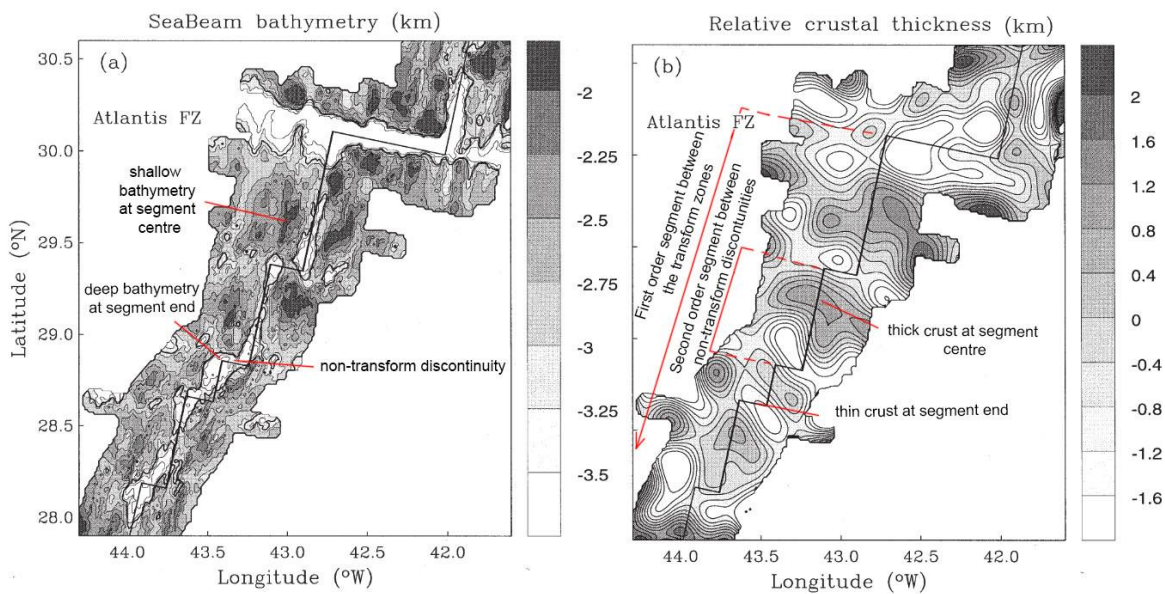 SeaBeam bathymetry (km)
(a)
Atlantis FZ
shallow
bathymetry
at segment
centre
deep bathymetry
at segment end
non-transform discontinuity
Latitude (°N)
30.5
30.0
29.5
29.0
28.5
28.0
44.0 43.5 43.0 42.5 42.0
Longitude (°W)
-2
-2.25
-2.5
-2.75
-3
-3.25
-3.5
Relative crustal thickness (km)
(b)
Atlantis FZ
First order segment between
the transform zones
Second order segment between
non-transform discontinuities
thick crust at segment
centre
thin crust at segment end
44.0 43.5 43.0 42.5 42.0
Longitude (°W)
2
1.6
1.2
0.8
0.4
0
-0.4
-0.8
-1.2
-1.6